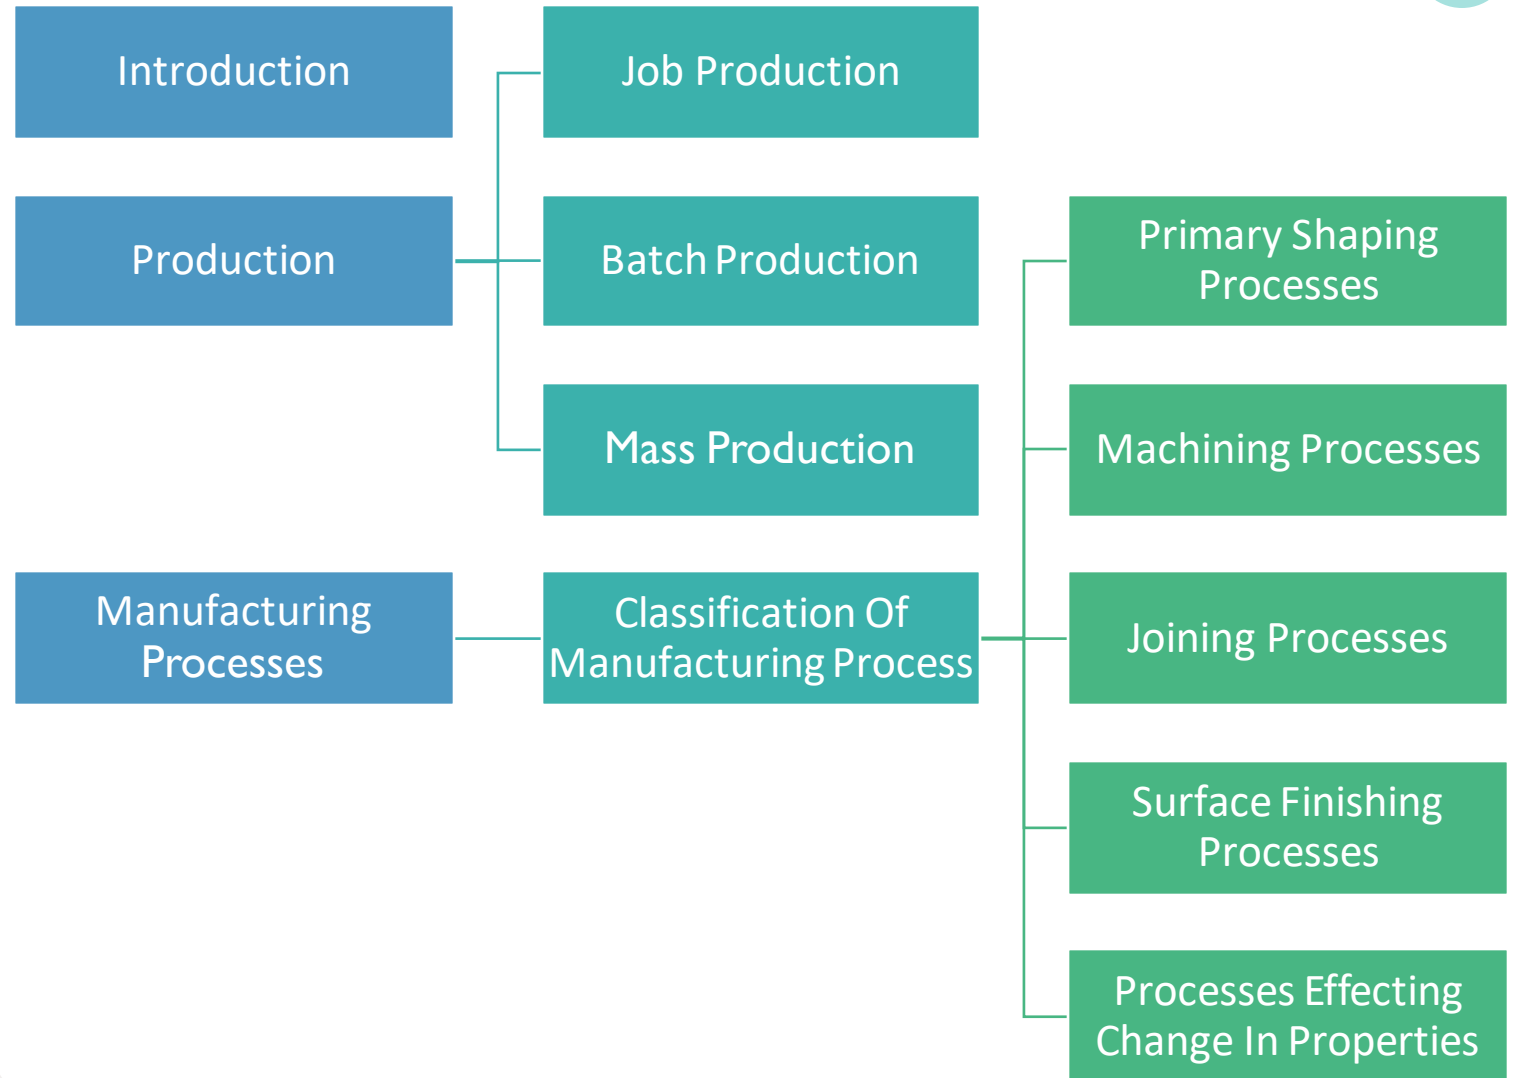 Introduction
Job Production
Production
Batch Production
Mass Production
Manufacturing
Processes
Classification Of
Manufacturing Process
Primary Shaping
Processes
Machining Processes
Joining Processes
Surface Finishing
Processes
Processes Effecting
Change In Properties